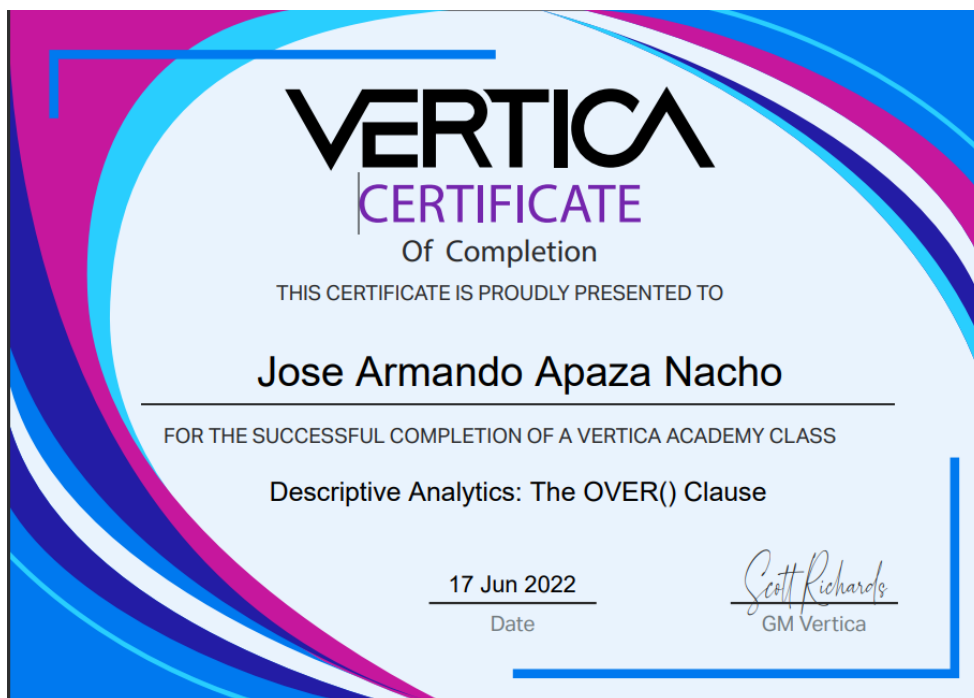 VERTICA
CERTIFICATE
Of Completion
THIS CERTIFICATE IS PROUDLY PRESENTED TO
Jose Armando Apaza Nacho
FOR THE SUCCESSFUL COMPLETION OF A VERTICA ACADEMY CLASS
Descriptive Analytics: The OVER() Clause
17 Jun 2022
Date
Scott Richards
GM Vertica